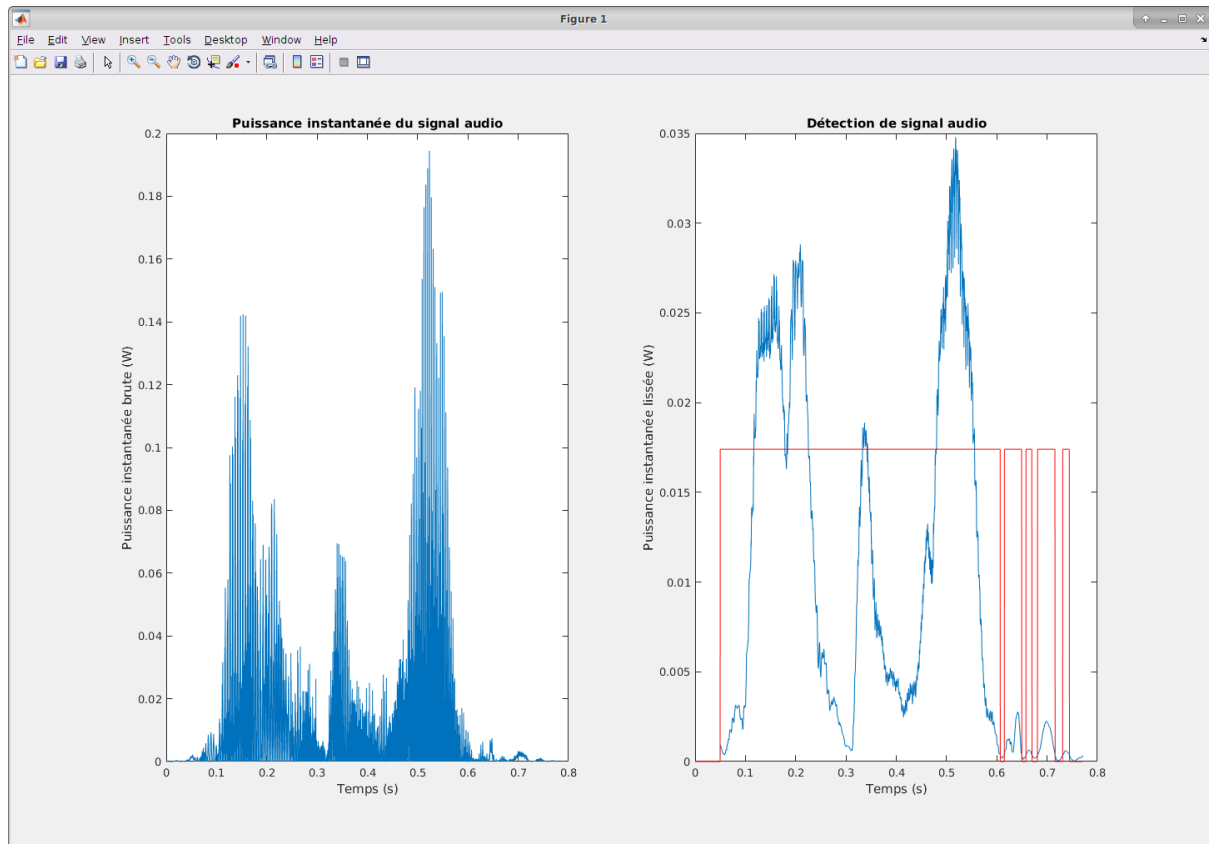 Figure 1
File Edit View Insert Tools Desktop Window Help
Puissance instantanée du signal audio
Puissance instantanée brute (W)
0.2
0.18
0.16
0.14
0.12
0.1
0.08
0.06
0.04
0.02
0
0 0.1 0.2 0.3 0.4 0.5 0.6 0.7 0.8
Temps (s)
Détection de signal audio
Puissance instantanée lissée (W)
0.035
0.03
0.025
0.02
0.015
0.01
0.005
0
0 0.1 0.2 0.3 0.4 0.5 0.6 0.7 0.8
Temps (s)